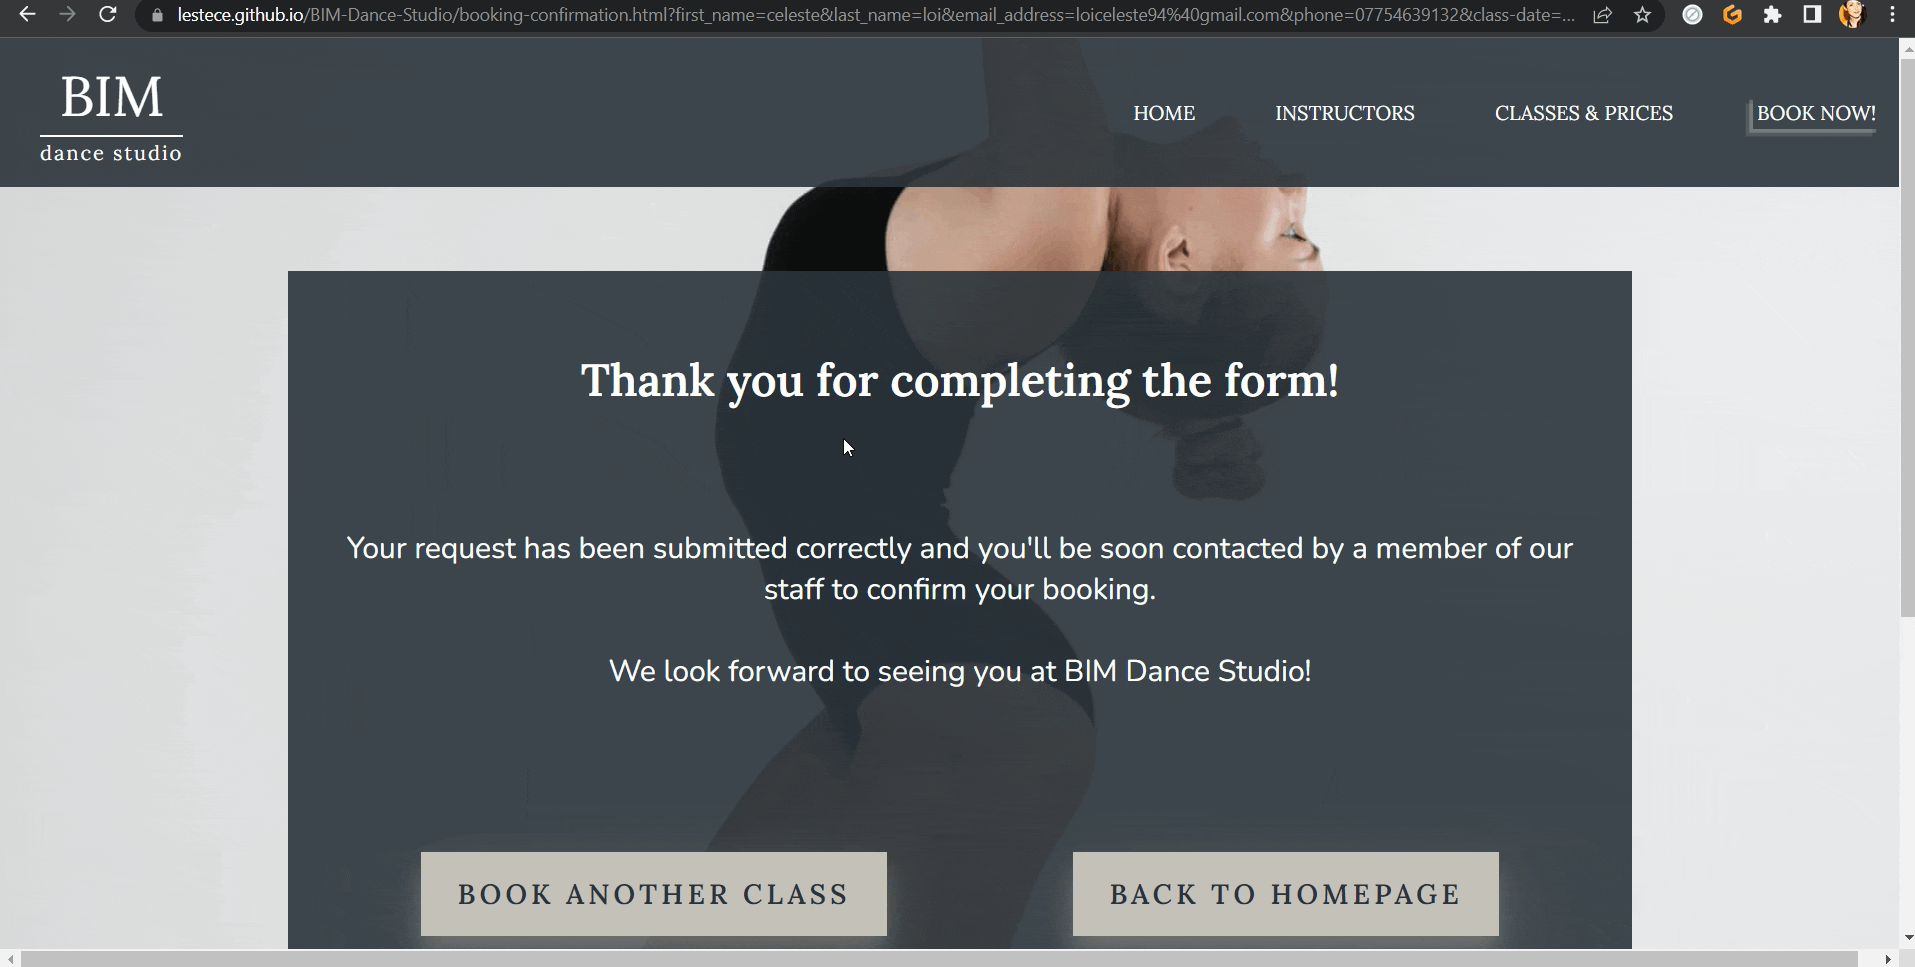 lestece.github.io/BIM-Dance-Studio/booking-confirmation.html?first_name=celeste&last_name=loi&email_address=loiceleste94%40gmail.com&phone=07754639132&class-date=...
BIM
dance studio
HOME
INSTRUCTORS
CLASSES & PRICES
BOOK NOW!
Thank you for completing the form!
Your request has been submitted correctly and you'll be soon contacted by a member of our
staff to confirm your booking.
We look forward to seeing you at BIM Dance Studio!
BOOK ANOTHER CLASS
BACK TO HOMEPAGE